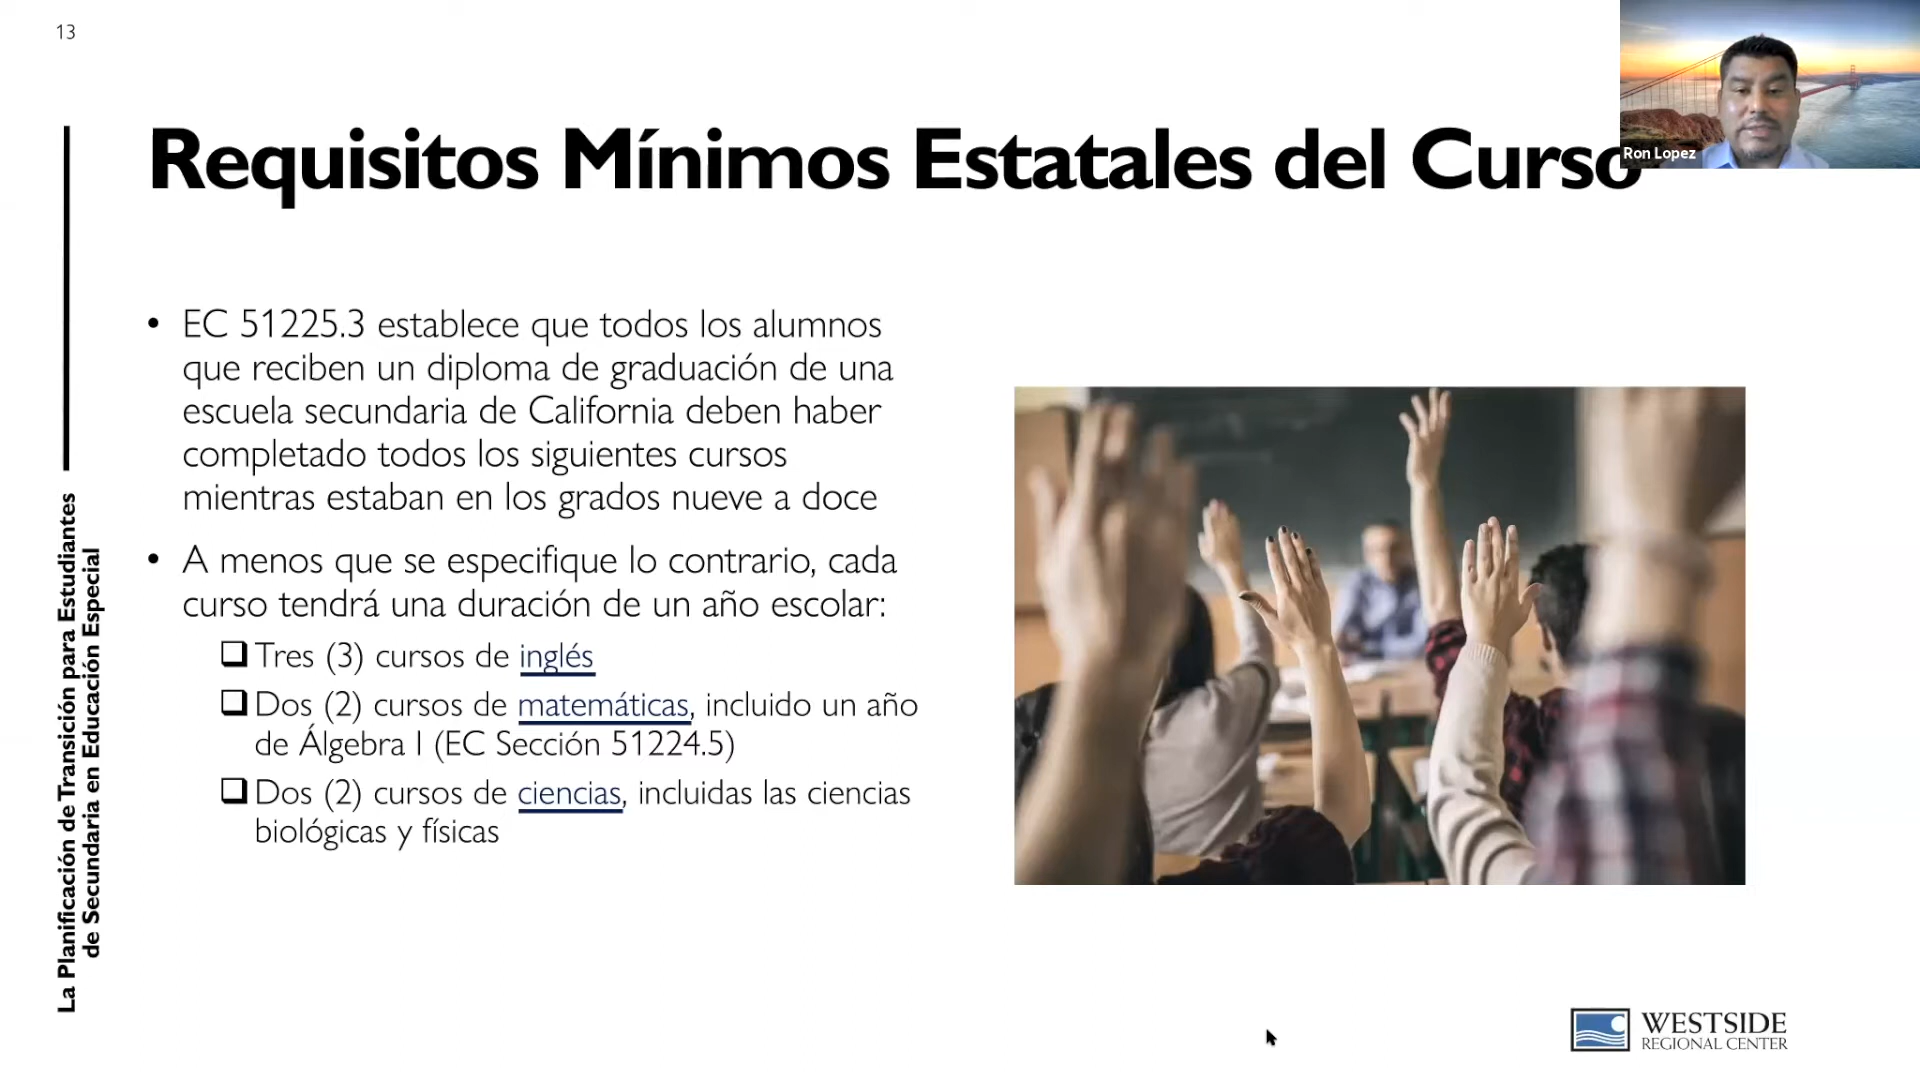 13
Requisitos Mínimos Estatales del Curso
Ron Lopez
• EC 51225.3 establece que todos los alumnos
que reciben un diploma de graduación de una
escuela secundaria de California deben haber
completado todos los siguientes cursos
mientras estaban en los grados nueve a doce
• A menos que se especifique lo contrario, cada
curso tendrá una duración de un año escolar:
❑ Tres (3) cursos de inglés
❑ Dos (2) cursos de matemáticas, incluido un año
de Álgebra I (EC Sección 51224.5)
❑ Dos (2) cursos de ciencias, incluidas las ciencias
biológicas y físicas
La Planificación de Transición para Estudiantes
de Secundaria en Educación Especial
WESTSIDE
REGIONAL CENTER